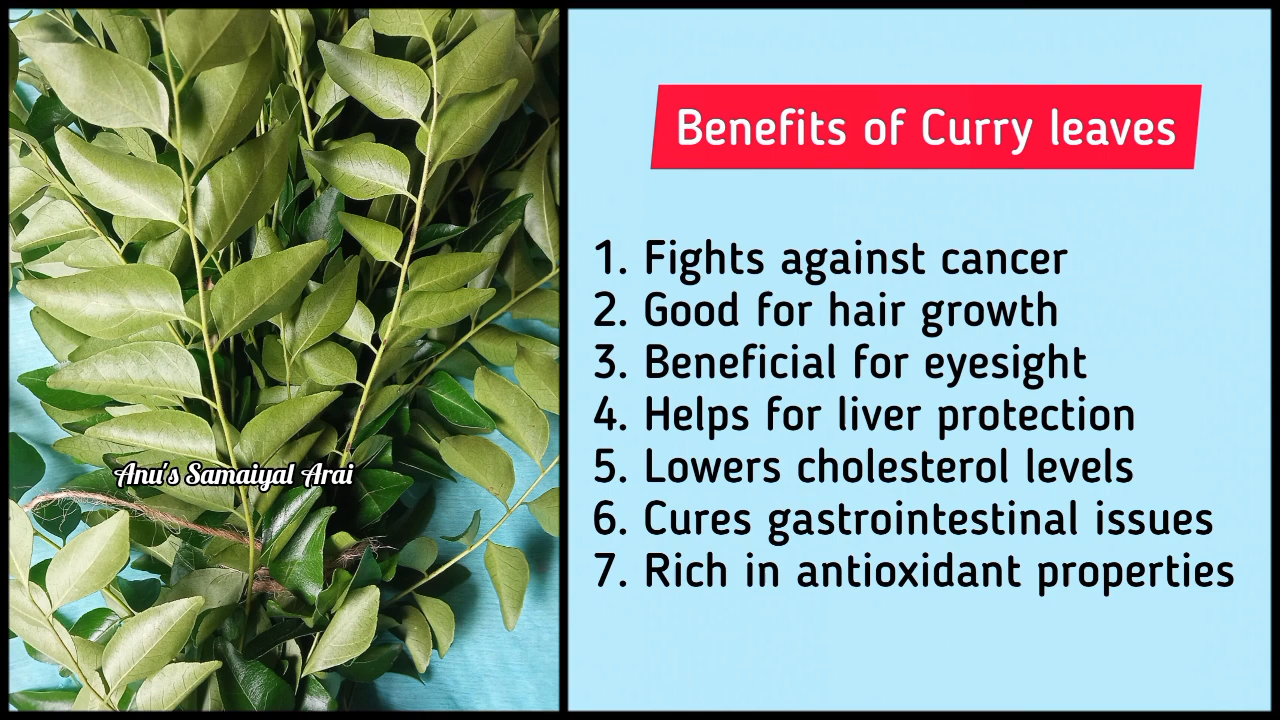 Benefits of Curry leaves
1. Fights against cancer
2. Good for hair growth
3. Beneficial for eyesight
4. Helps for liver protection
5. Lowers cholesterol levels
6. Cures gastrointestinal issues
7. Rich in antioxidant properties
Anu's Samaiyal Arai